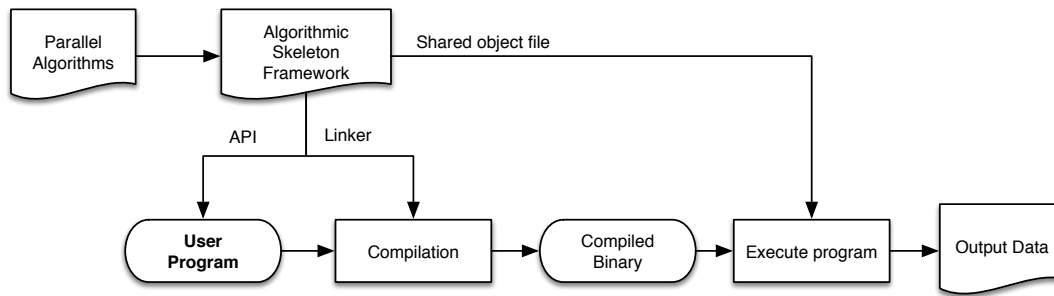 Parallel
Algorithms
Algorithmic
Skeleton
Framework
Shared object file
API
Linker
User
Program
Compilation
Compiled
Binary
Execute program
Output Data